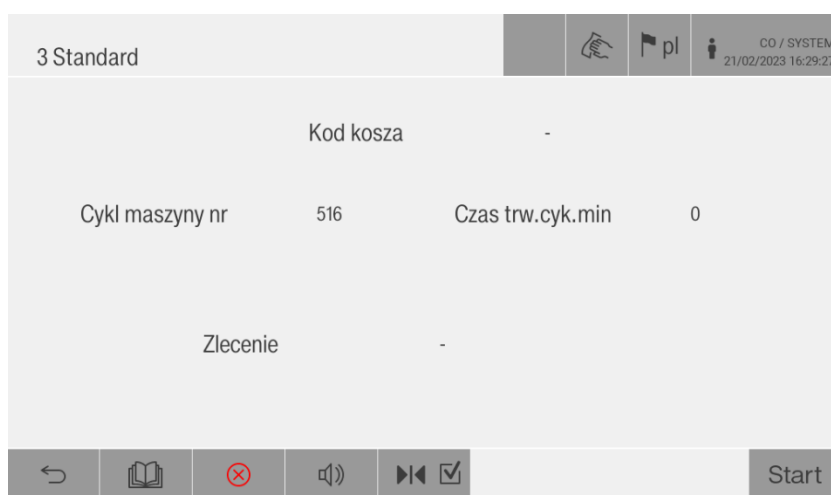 3 Standard
pl
CO / SYSTEM
21/02/2023 16:29:27
Kod kosza -
Cykl maszyny nr 516 Czas trw.cyk.min 0
Zlecenie -
Start